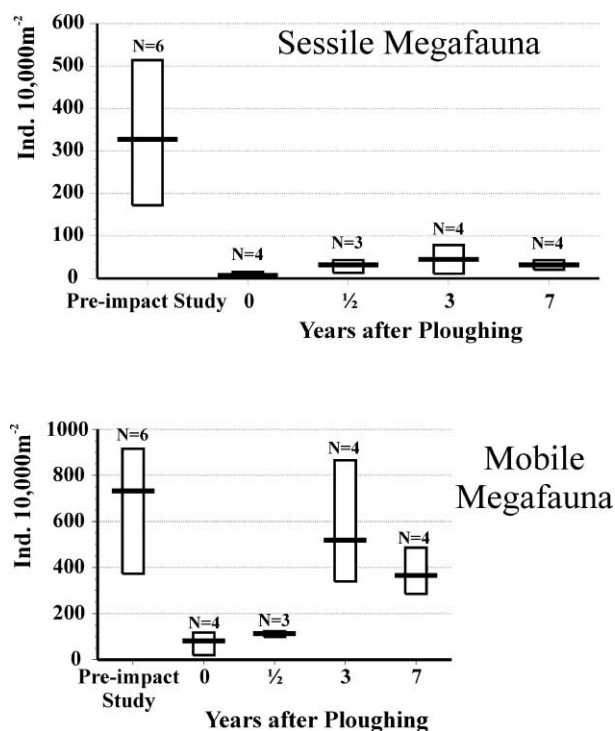 Sessile Megafauna
Ind. 10,000m⁻²
600
500
400
300
200
100
0
N=6
N=4
N=3
N=4
N=4
Pre-impact Study 0 ½ 3 7
Years after Ploughing
Mobile
Megafauna
Ind. 10,000m⁻²
1000
800
600
400
200
0
N=6
N=4
N=3
N=4
N=4
Pre-impact
Study
0 ½ 3 7
Years after Ploughing